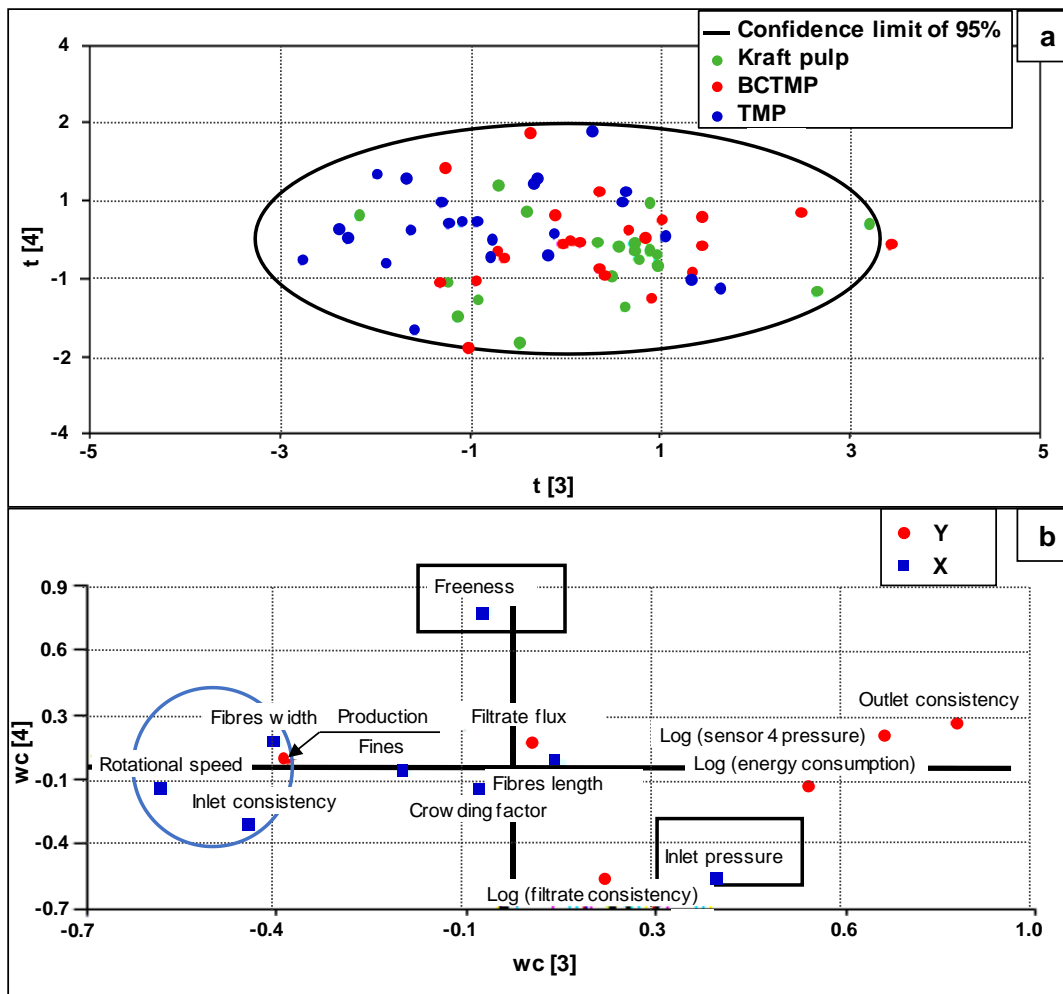 Confidence limit of 95%
a
Kraft pulp
BCTMP
TMP
4
2
1
-1
-2
-4
t [4]
-5
-3
-1
1
3
5
t [3]
Y
X
b
0.9
0.6
0.3
-0.1
-0.4
-0.7
wc [4]
Freeness
Outlet consistency
Fibres width
Production
Filtrate flux
Log (sensor 4 pressure)
Fines
Rotational speed
Log (energy consumption)
Fibres length
Inlet consistency
Crowding factor
Inlet pressure
Log (filtrate consistency)
-0.7
-0.4
-0.1
0.3
0.6
1.0
wc [3]